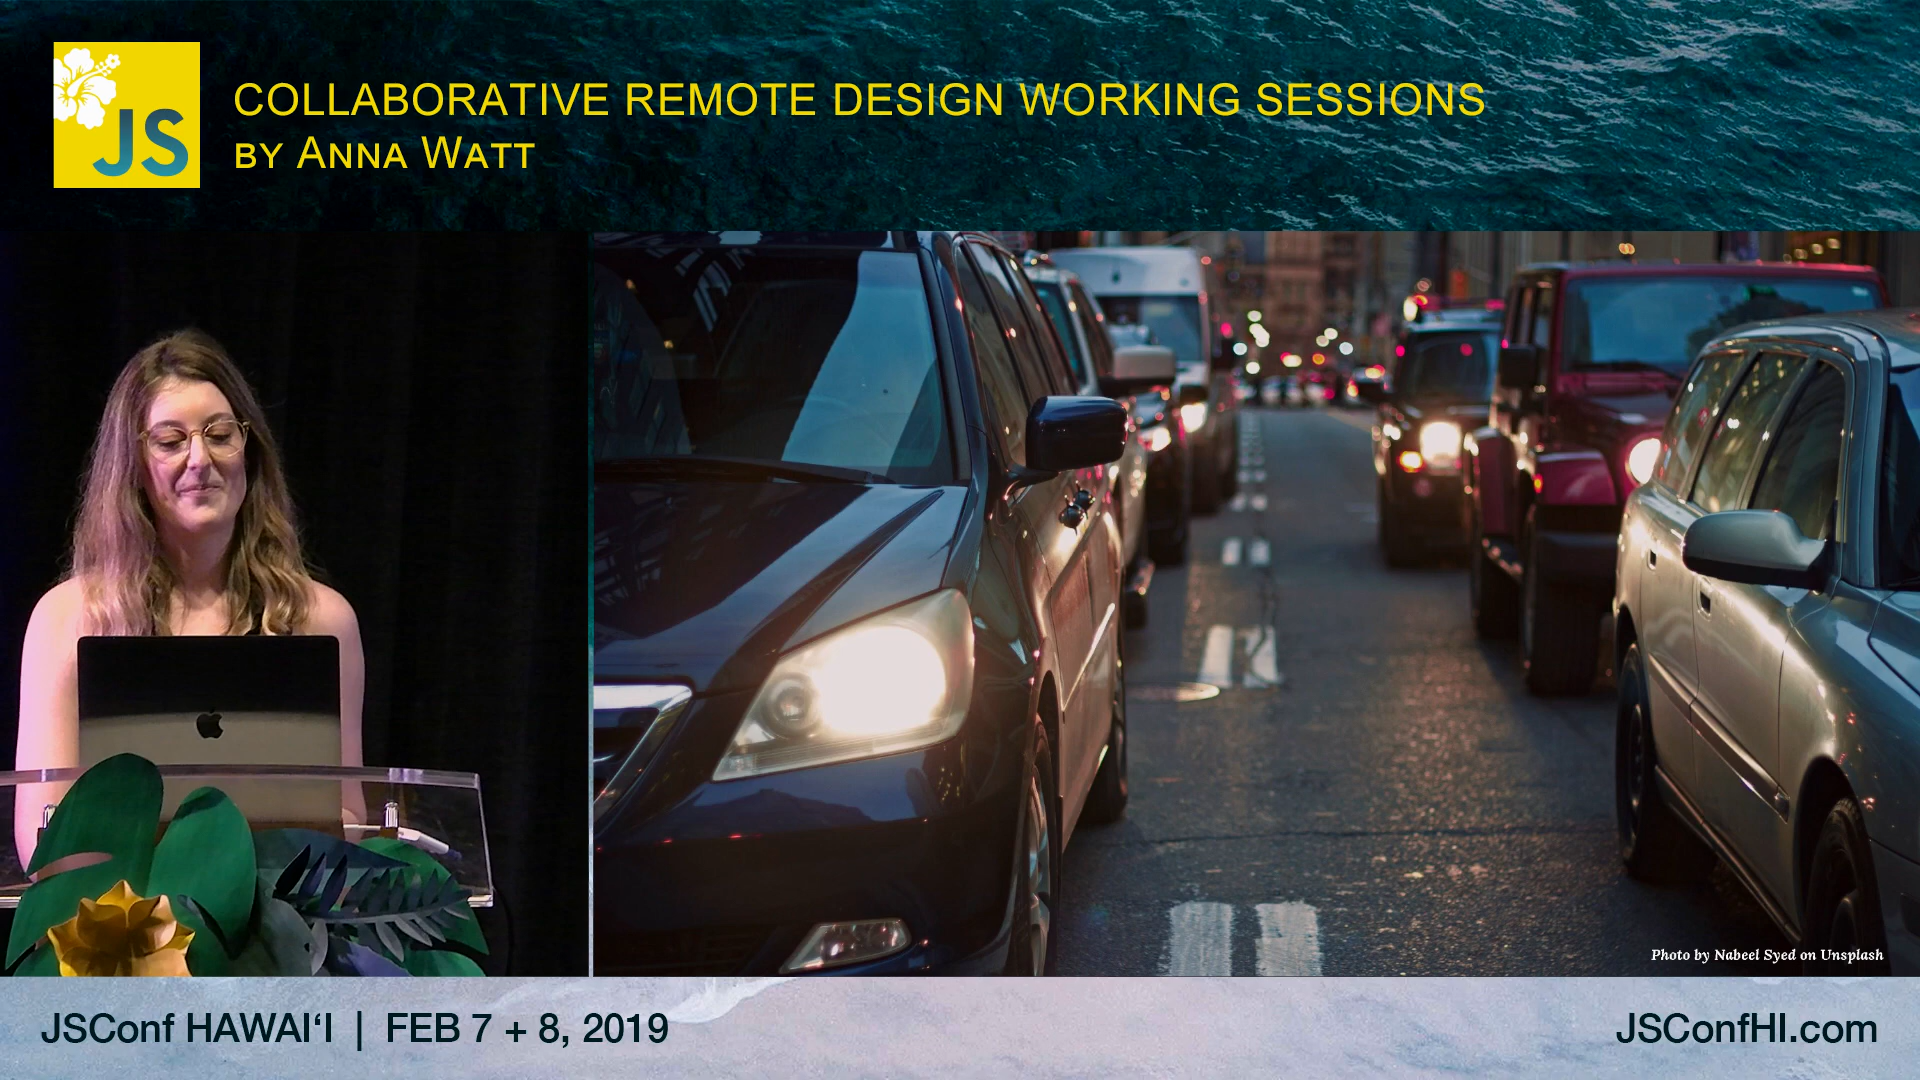 JS
COLLABORATIVE REMOTE DESIGN WORKING SESSIONS
BY ANNA WATT
Photo by Nabeel Syed on Unsplash
JSConf HAWAIʻI | FEB 7 + 8, 2019
JSConfHI.com